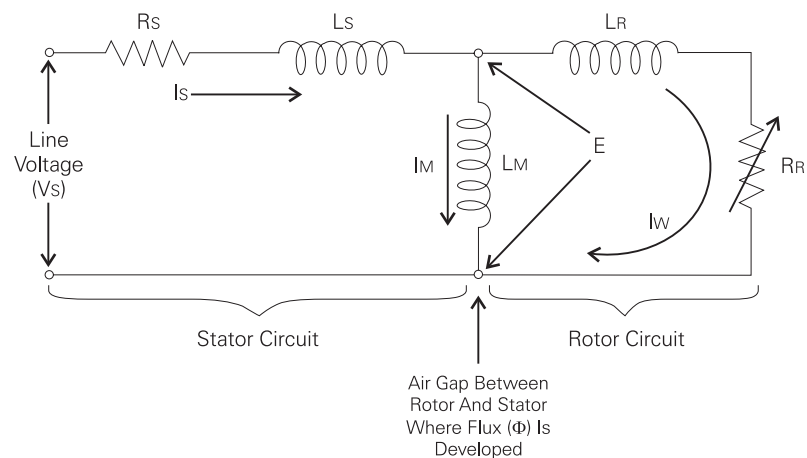 RS
LS
LR
IS
Line
Voltage
(VS)
IM
LM
E
RR
IW
Stator Circuit
Rotor Circuit
Air Gap Between
Rotor And Stator
Where Flux (Φ) Is
Developed